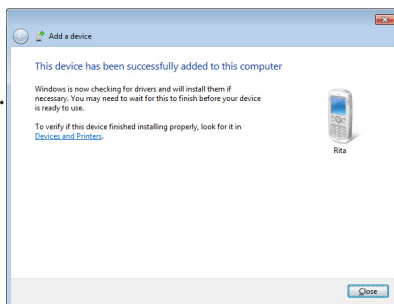 Add a device
This device has been successfully added to this computer
Windows is now checking for drivers and will install them if
necessary. You may need to wait for this to finish before your device
is ready to use.
To verify if this device finished installing properly, look for it in
Devices and Printers.
Rita
Close